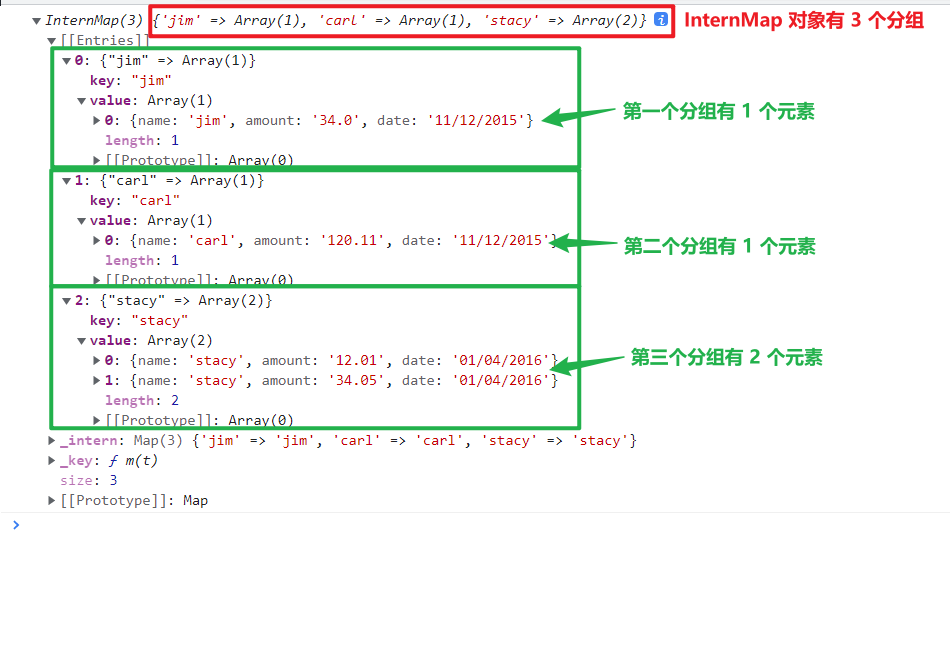 ▼InternMap(3) {'jim' => Array(1), 'carl' => Array(1), 'stacy' => Array(2)} i InternMap 对象有 3 个分组
▼[[Entries]]
▼0: {"jim" => Array(1)}
key: "jim"
▼value: Array(1)
▶0: {name: 'jim', amount: '34.0', date: '11/12/2015'} 第一个分组有 1 个元素
length: 1
▶[[Prototype]]: Array(0)
▼1: {"carl" => Array(1)}
key: "carl"
▼value: Array(1)
▶0: {name: 'carl', amount: '120.11', date: '11/12/2015'} 第二个分组有 1 个元素
length: 1
▶[[Prototype]]: Array(0)
▼2: {"stacy" => Array(2)}
key: "stacy"
▼value: Array(2)
▶0: {name: 'stacy', amount: '12.01', date: '01/04/2016'} 第三个分组有 2 个元素
▶1: {name: 'stacy', amount: '34.05', date: '01/04/2016'}
length: 2
▶[[Prototype]]: Array(0)
▶_intern: Map(3) {'jim' => 'jim', 'carl' => 'carl', 'stacy' => 'stacy'}
▶_key: ƒ m(t)
size: 3
▶[[Prototype]]: Map
>